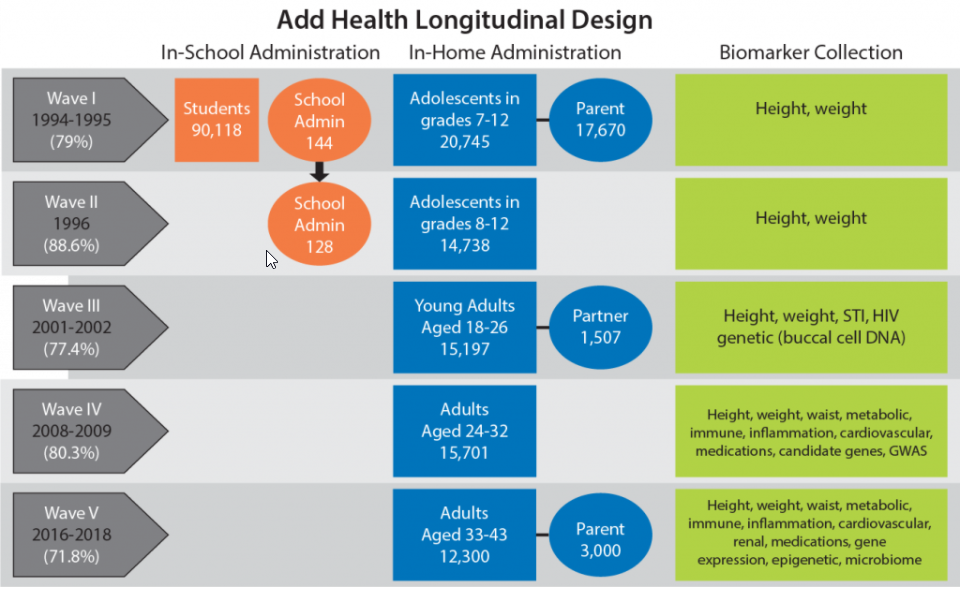 Add Health Longitudinal Design
In-School Administration
In-Home Administration
Biomarker Collection
Wave I
1994-1995
(79%)
Students
90,118
School
Admin
144
Adolescents in
grades 7-12
20,745
Parent
17,670
Height, weight
Wave II
1996
(88.6%)
School
Admin
128
Adolescents in
grades 8-12
14,738
Height, weight
Wave III
2001-2002
(77.4%)
Young Adults
Aged 18-26
15,197
Partner
1,507
Height, weight, STI, HIV
genetic (buccal cell DNA)
Wave IV
2008-2009
(80.3%)
Adults
Aged 24-32
15,701
Height, weight, waist, metabolic,
immune, inflammation, cardiovascular,
medications, candidate genes, GWAS
Wave V
2016-2018
(71.8%)
Adults
Aged 33-43
12,300
Parent
3,000
Height, weight, waist, metabolic,
immune, inflammation, cardiovascular,
renal, medications, gene
expression, epigenetic, microbiome